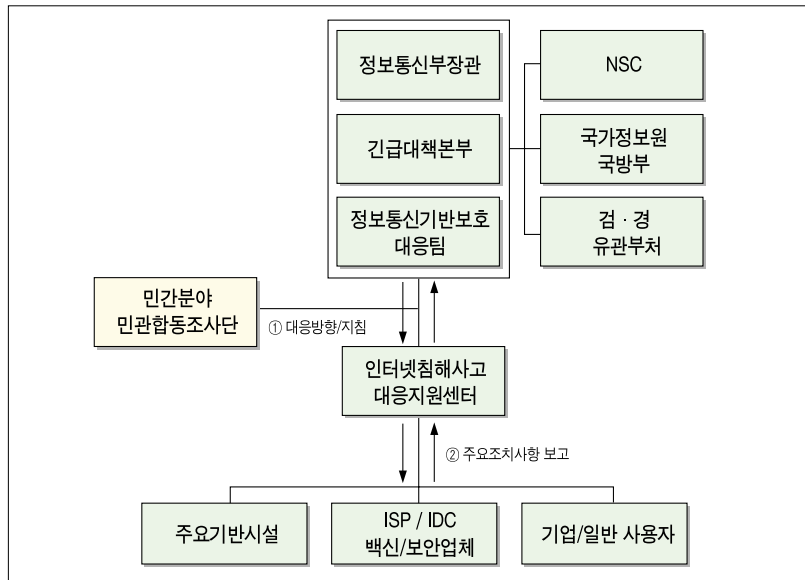 정보통신부장관
긴급대책본부
정보통신기반보호
대응팀
NSC
국가정보원
국방부
검 · 경
유관부처
민간분야
민관합동조사단
① 대응방향/지침
인터넷침해사고
대응지원센터
② 주요조치사항 보고
주요기반시설
ISP / IDC
백신/보안업체
기업/일반 사용자